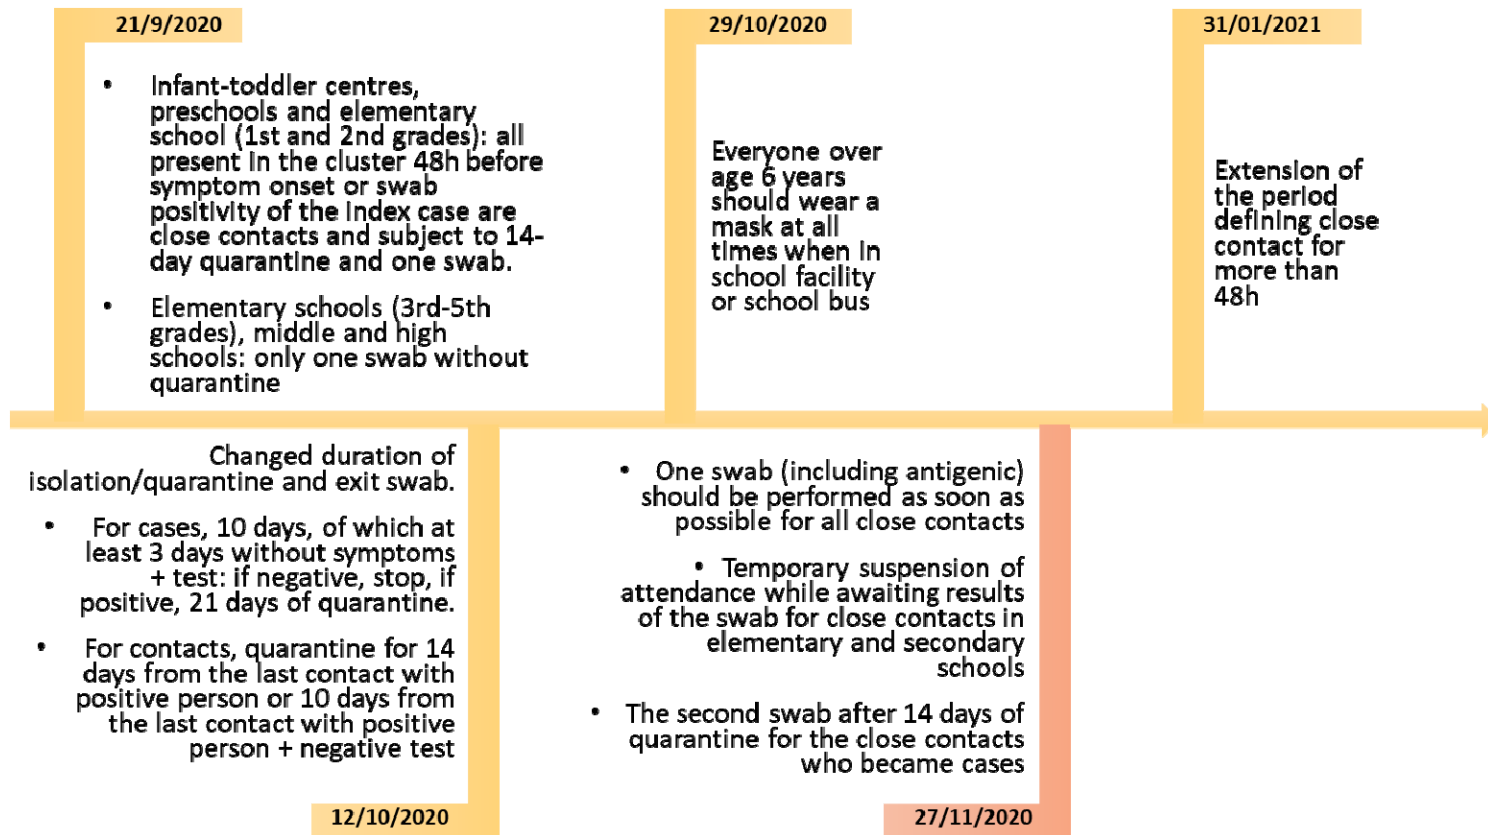 21/9/2020
• Infant-toddler centres,
preschools and elementary
school (1st and 2nd grades): all
present in the cluster 48h before
symptom onset or swab
positivity of the index case are
close contacts and subject to 14-
day quarantine and one swab.
• Elementary schools (3rd-5th
grades), middle and high
schools: only one swab without
quarantine
29/10/2020
Everyone over
age 6 years
should wear a
mask at all
times when in
school facility
or school bus
31/01/2021
Extension of
the period
defining close
contact for
more than
48h
Changed duration of
isolation/quarantine and exit swab.
• For cases, 10 days, of which at
least 3 days without symptoms
+ test: if negative, stop, if
positive, 21 days of quarantine.
• For contacts, quarantine for 14
days from the last contact with
positive person or 10 days from
the last contact with positive
person + negative test
12/10/2020
• One swab (including antigenic)
should be performed as soon as
possible for all close contacts
• Temporary suspension of
attendance while awaiting results
of the swab for close contacts in
elementary and secondary
schools
• The second swab after 14 days of
quarantine for the close contacts
who became cases
27/11/2020